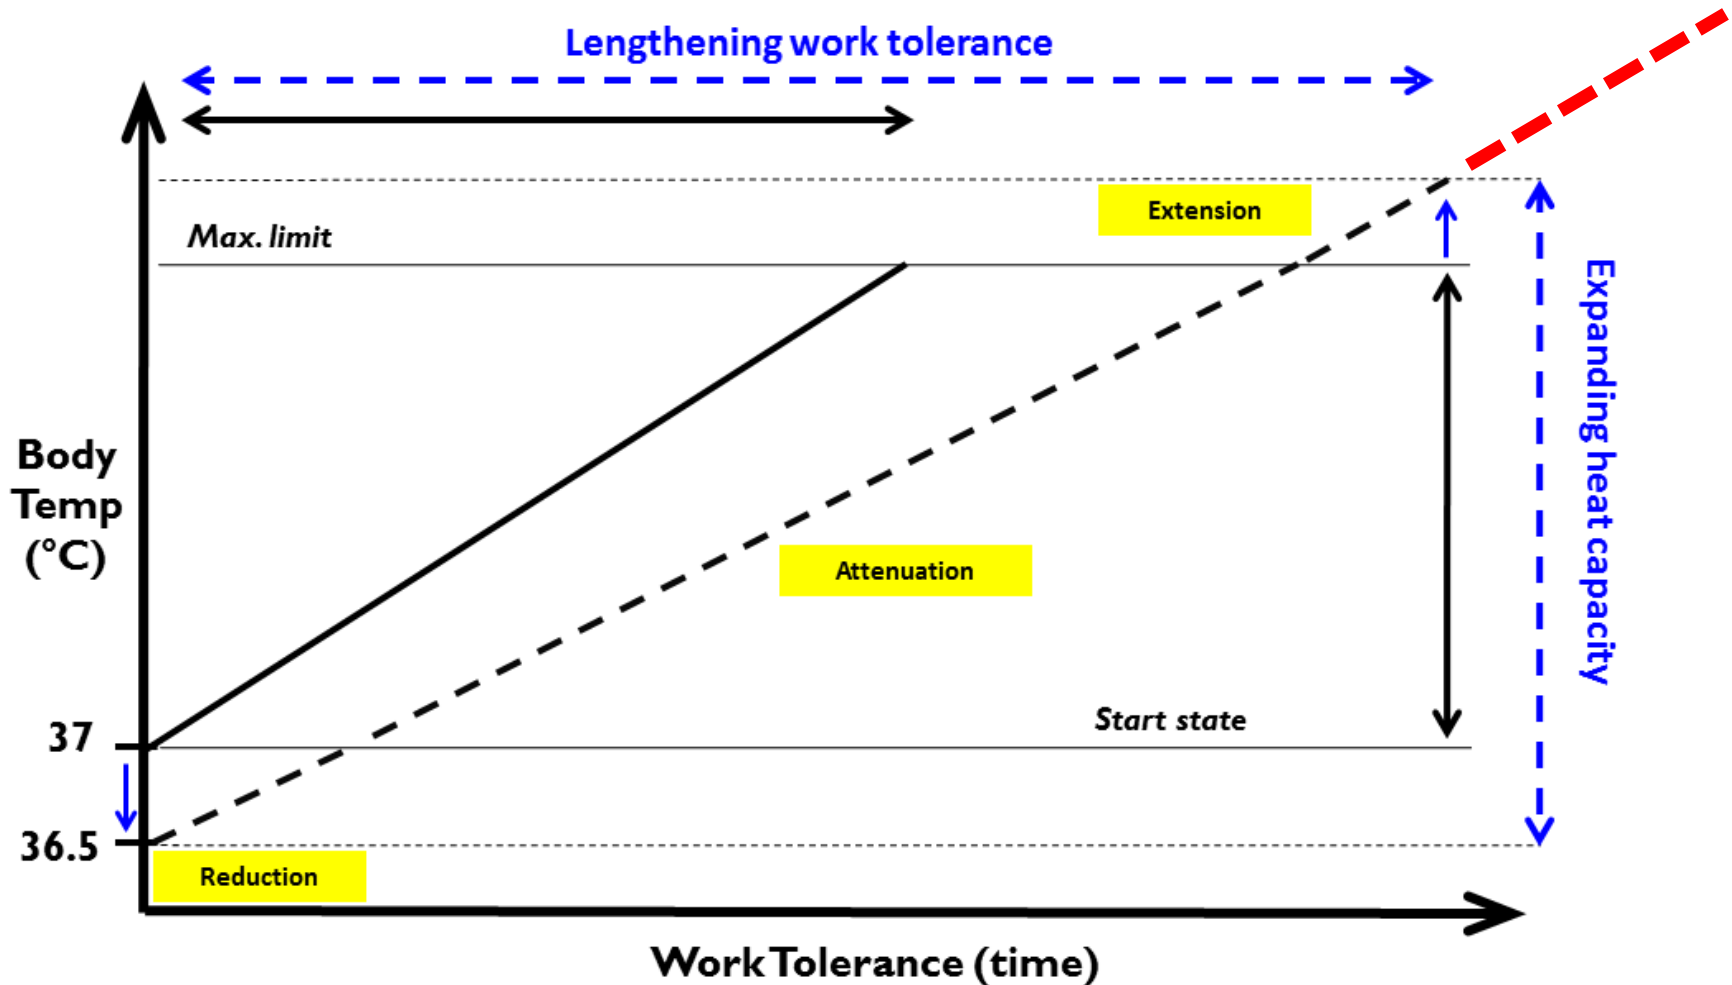 Lengthening work tolerance
Extension
Max. limit
Expanding heat capacity
Body
Temp
(°C)
Attenuation
Start state
37
36.5
Reduction
Work Tolerance (time)